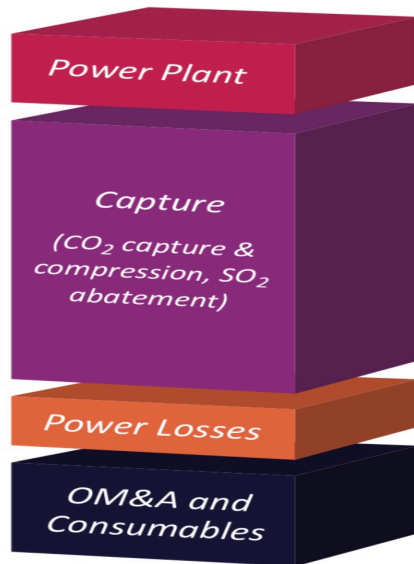 Power Plant
Capture
(CO₂ capture &
compression, SO₂
abatement)
Power Losses
OM&A and
Consumables